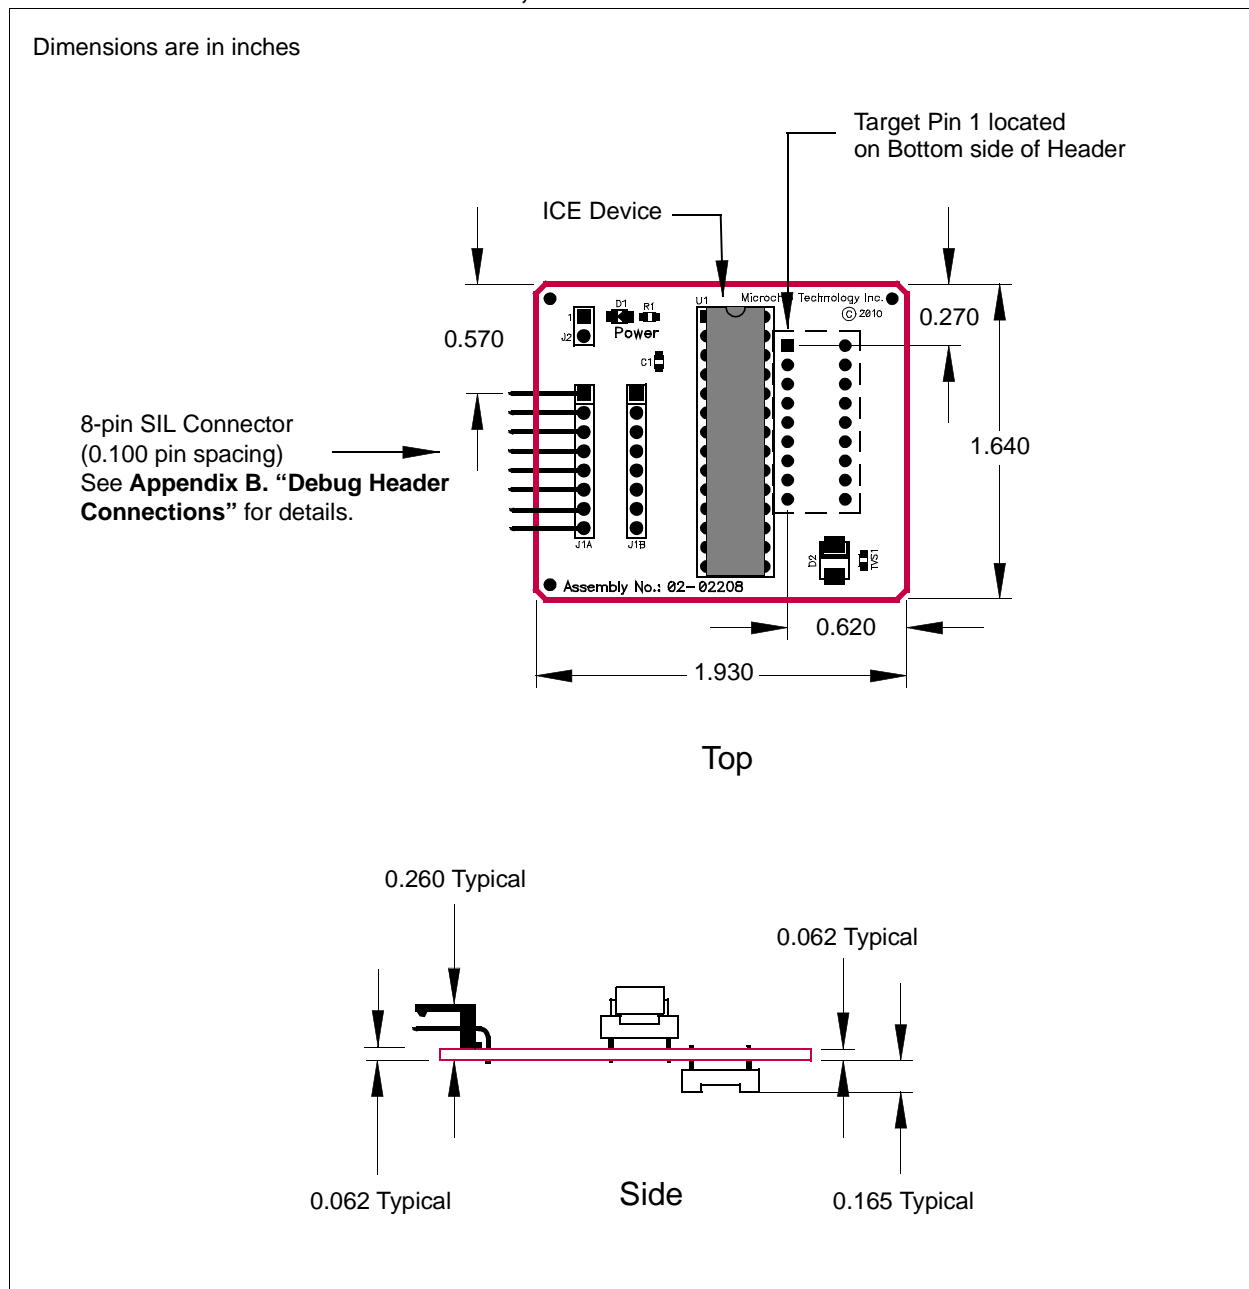 Dimensions are in inches
Target Pin 1 located
on Bottom side of Header
ICE Device
0.570
0.270
1.640
8-pin SIL Connector
(0.100 pin spacing)
See Appendix B. “Debug Header
Connections” for details.
U1
Microchip Technology Inc.
© 2010
D1
R1
1
J2
Power
C1
J1A
J1B
D2
TVS1
Assembly No.: 02-02208
0.620
1.930
Top
0.260 Typical
0.062 Typical
0.062 Typical
Side
0.165 Typical